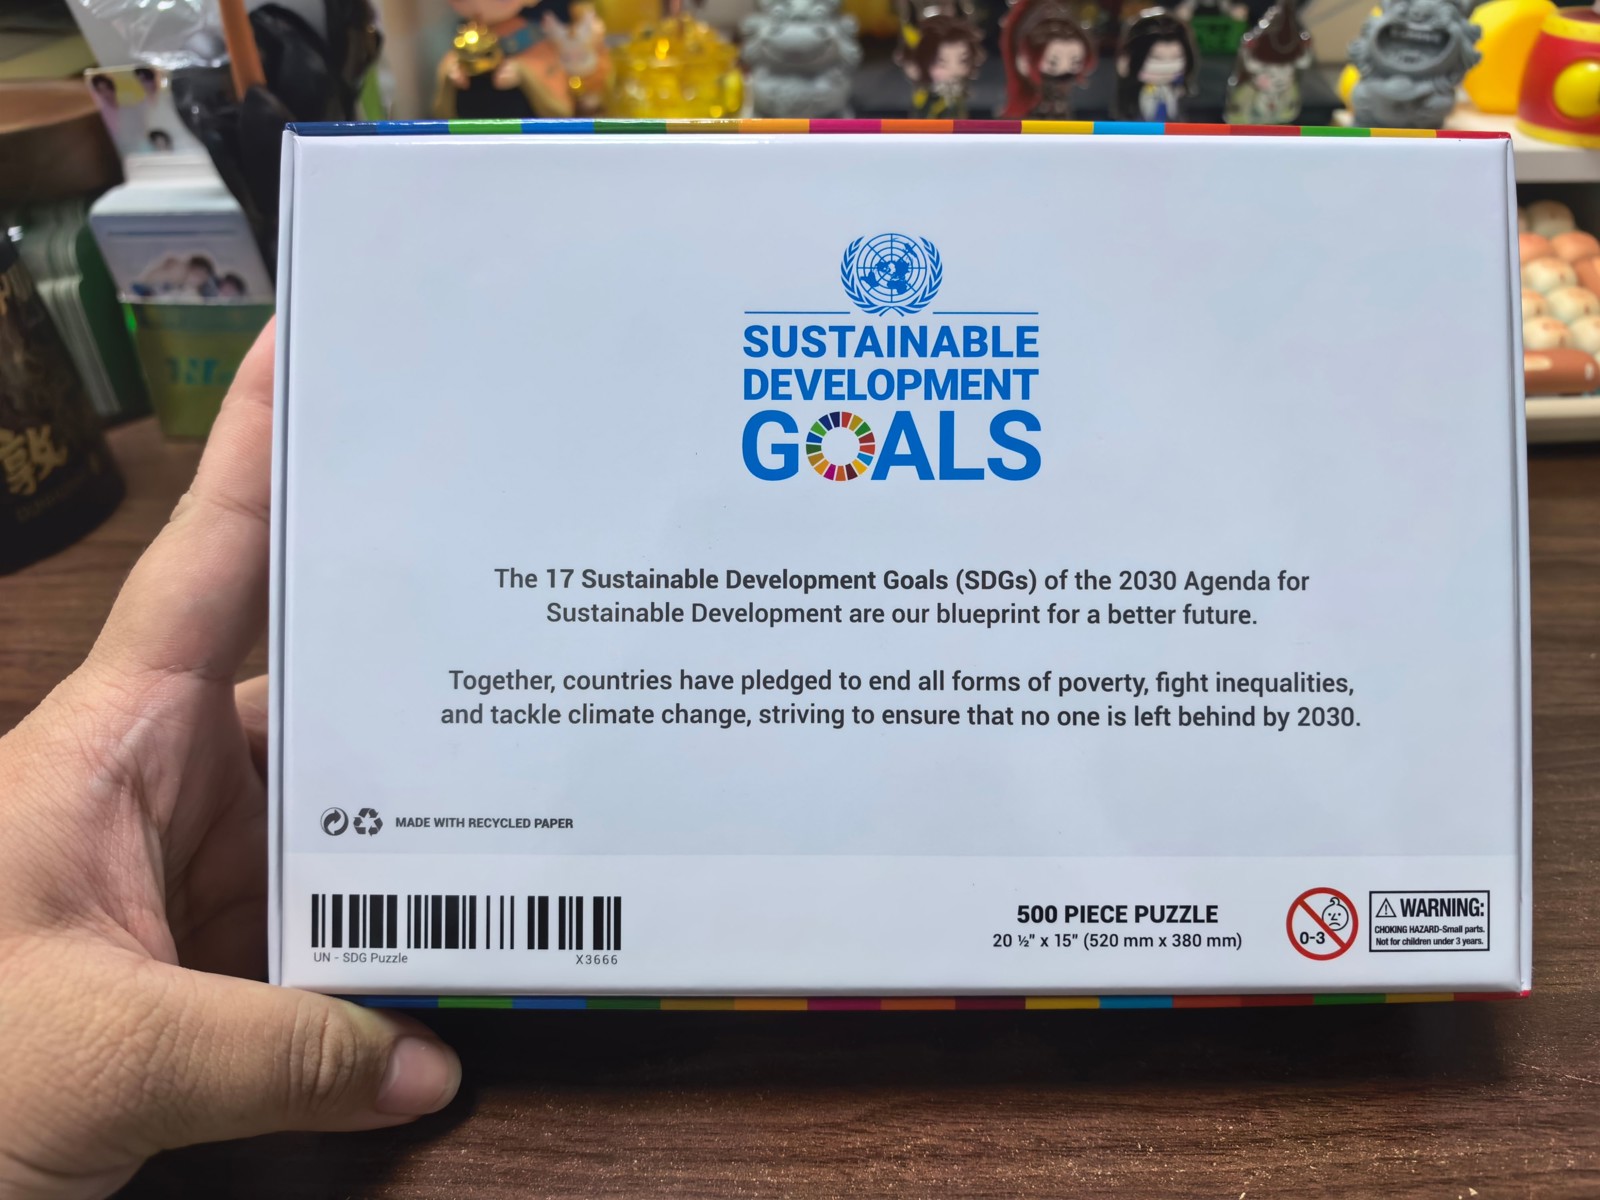 SUSTAINABLE
DEVELOPMENT
GOALS
The 17 Sustainable Development Goals (SDGs) of the 2030 Agenda for
Sustainable Development are our blueprint for a better future.
Together, countries have pledged to end all forms of poverty, fight inequalities,
and tackle climate change, striving to ensure that no one is left behind by 2030.
MADE WITH RECYCLED PAPER
UN - SDG Puzzle
X3666
500 PIECE PUZZLE
20 ½" x 15" (520 mm x 380 mm)
0-3
WARNING:
CHOKING HAZARD-Small parts.
Not for children under 3 years.
敦